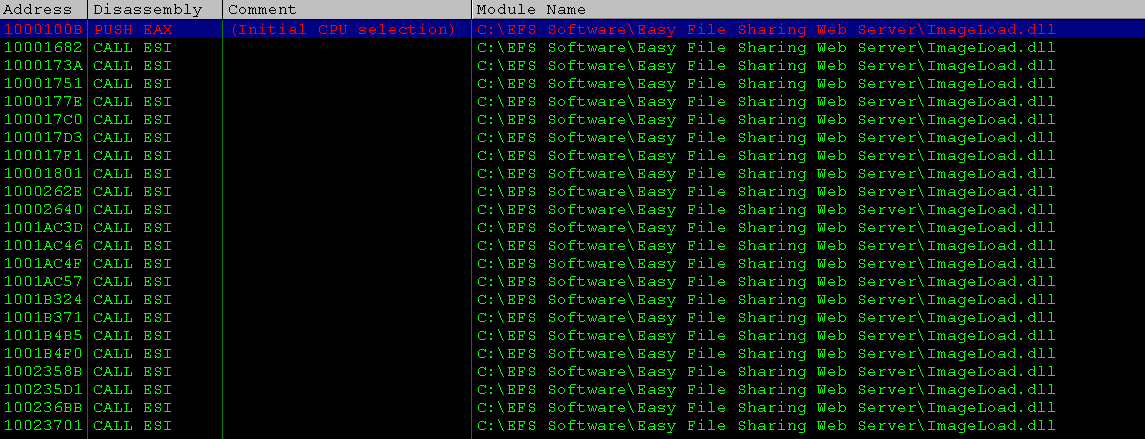 Address Disassembly Comment Module Name
1000100B PUSH EAX (Initial CPU selection) C:\EFS Software\Easy File Sharing Web Server\ImageLoad.dll
10001682 CALL ESI C:\EFS Software\Easy File Sharing Web Server\ImageLoad.dll
1000173A CALL ESI C:\EFS Software\Easy File Sharing Web Server\ImageLoad.dll
10001751 CALL ESI C:\EFS Software\Easy File Sharing Web Server\ImageLoad.dll
1000177E CALL ESI C:\EFS Software\Easy File Sharing Web Server\ImageLoad.dll
100017C0 CALL ESI C:\EFS Software\Easy File Sharing Web Server\ImageLoad.dll
100017D3 CALL ESI C:\EFS Software\Easy File Sharing Web Server\ImageLoad.dll
100017F1 CALL ESI C:\EFS Software\Easy File Sharing Web Server\ImageLoad.dll
10001801 CALL ESI C:\EFS Software\Easy File Sharing Web Server\ImageLoad.dll
1000262E CALL ESI C:\EFS Software\Easy File Sharing Web Server\ImageLoad.dll
10002640 CALL ESI C:\EFS Software\Easy File Sharing Web Server\ImageLoad.dll
1001AC3D CALL ESI C:\EFS Software\Easy File Sharing Web Server\ImageLoad.dll
1001AC46 CALL ESI C:\EFS Software\Easy File Sharing Web Server\ImageLoad.dll
1001AC4F CALL ESI C:\EFS Software\Easy File Sharing Web Server\ImageLoad.dll
1001AC57 CALL ESI C:\EFS Software\Easy File Sharing Web Server\ImageLoad.dll
1001B324 CALL ESI C:\EFS Software\Easy File Sharing Web Server\ImageLoad.dll
1001B371 CALL ESI C:\EFS Software\Easy File Sharing Web Server\ImageLoad.dll
1001B4B5 CALL ESI C:\EFS Software\Easy File Sharing Web Server\ImageLoad.dll
1001B4F0 CALL ESI C:\EFS Software\Easy File Sharing Web Server\ImageLoad.dll
1002358B CALL ESI C:\EFS Software\Easy File Sharing Web Server\ImageLoad.dll
100235D1 CALL ESI C:\EFS Software\Easy File Sharing Web Server\ImageLoad.dll
100236BB CALL ESI C:\EFS Software\Easy File Sharing Web Server\ImageLoad.dll
10023701 CALL ESI C:\EFS Software\Easy File Sharing Web Server\ImageLoad.dll